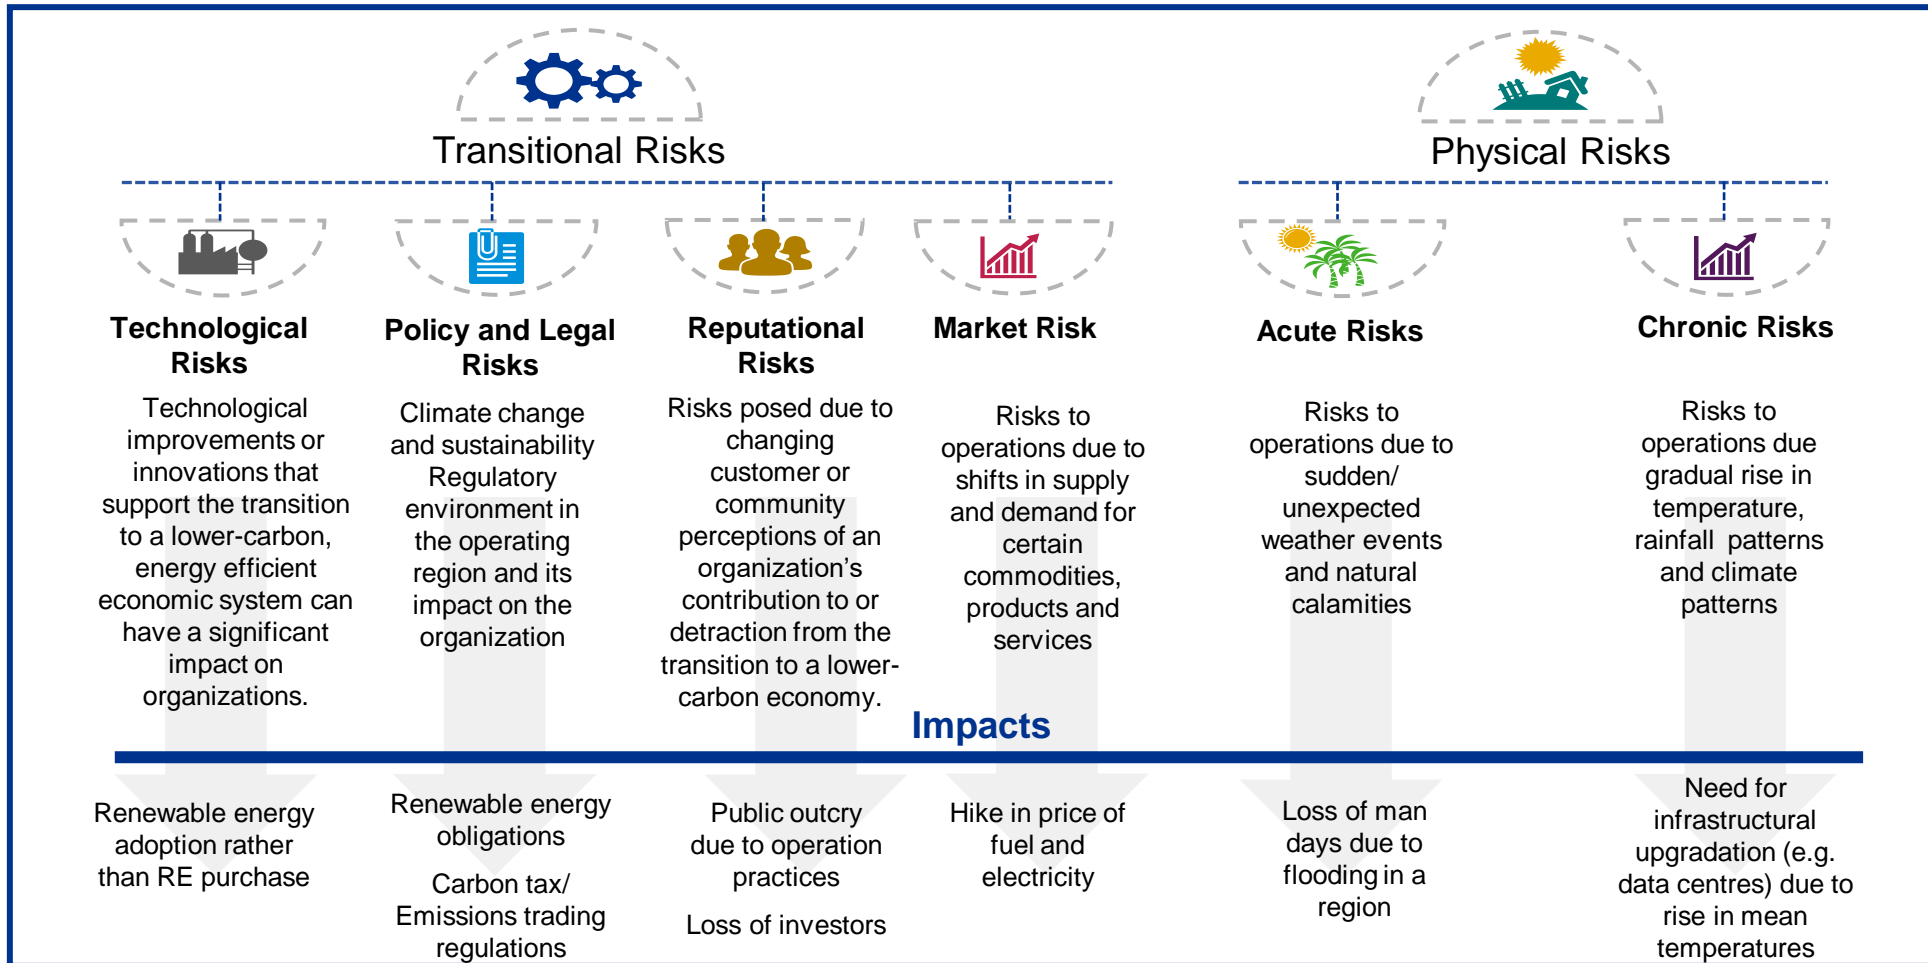 Transitional Risks
Physical Risks
Technological
Risks
Technological
improvements or
innovations that
support the transition
to a lower-carbon,
energy efficient
economic system can
have a significant
impact on
organizations.
Policy and Legal
Risks
Climate change
and sustainability
Regulatory
environment in
the operating
region and its
impact on the
organization
Reputational
Risks
Risks posed due to
changing
customer or
community
perceptions of an
organization’s
contribution to or
detraction from the
transition to a lower-
carbon economy.
Market Risk
Risks to
operations due to
shifts in supply
and demand for
certain
commodities,
products and
services
Acute Risks
Risks to
operations due to
sudden/
unexpected
weather events
and natural
calamities
Chronic Risks
Risks to
operations due
gradual rise in
temperature,
rainfall patterns
and climate
patterns
Impacts
Renewable energy
adoption rather
than RE purchase
Renewable energy
obligations
Carbon tax/
Emissions trading
regulations
Public outcry
due to operation
practices
Loss of investors
Hike in price of
fuel and
electricity
Loss of man
days due to
flooding in a
region
Need for
infrastructural
upgradation (e.g.
data centres) due to
rise in mean
temperatures